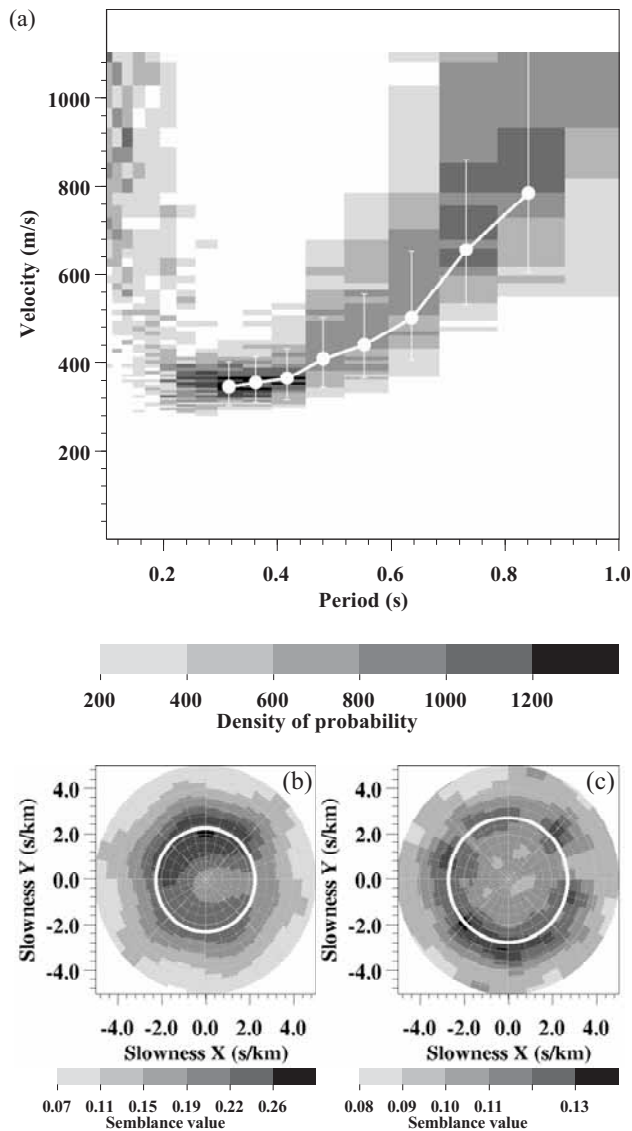 (a)
1000
800
600
400
200
Velocity (m/s)
0.2 0.4 0.6 0.8 1.0
Period (s)
200 400 600 800 1000 1200
Density of probability
(b) (c)
4.0 4.0
2.0 2.0
0.0 0.0
-2.0 -2.0
-4.0 -4.0
Slowness Y (s/km) Slowness Y (s/km)
-4.0 -2.0 0.0 2.0 4.0 -4.0 -2.0 0.0 2.0 4.0
Slowness X (s/km) Slowness X (s/km)
0.07 0.11 0.15 0.19 0.22 0.26 0.08 0.09 0.10 0.11 0.13
Semblance value Semblance value